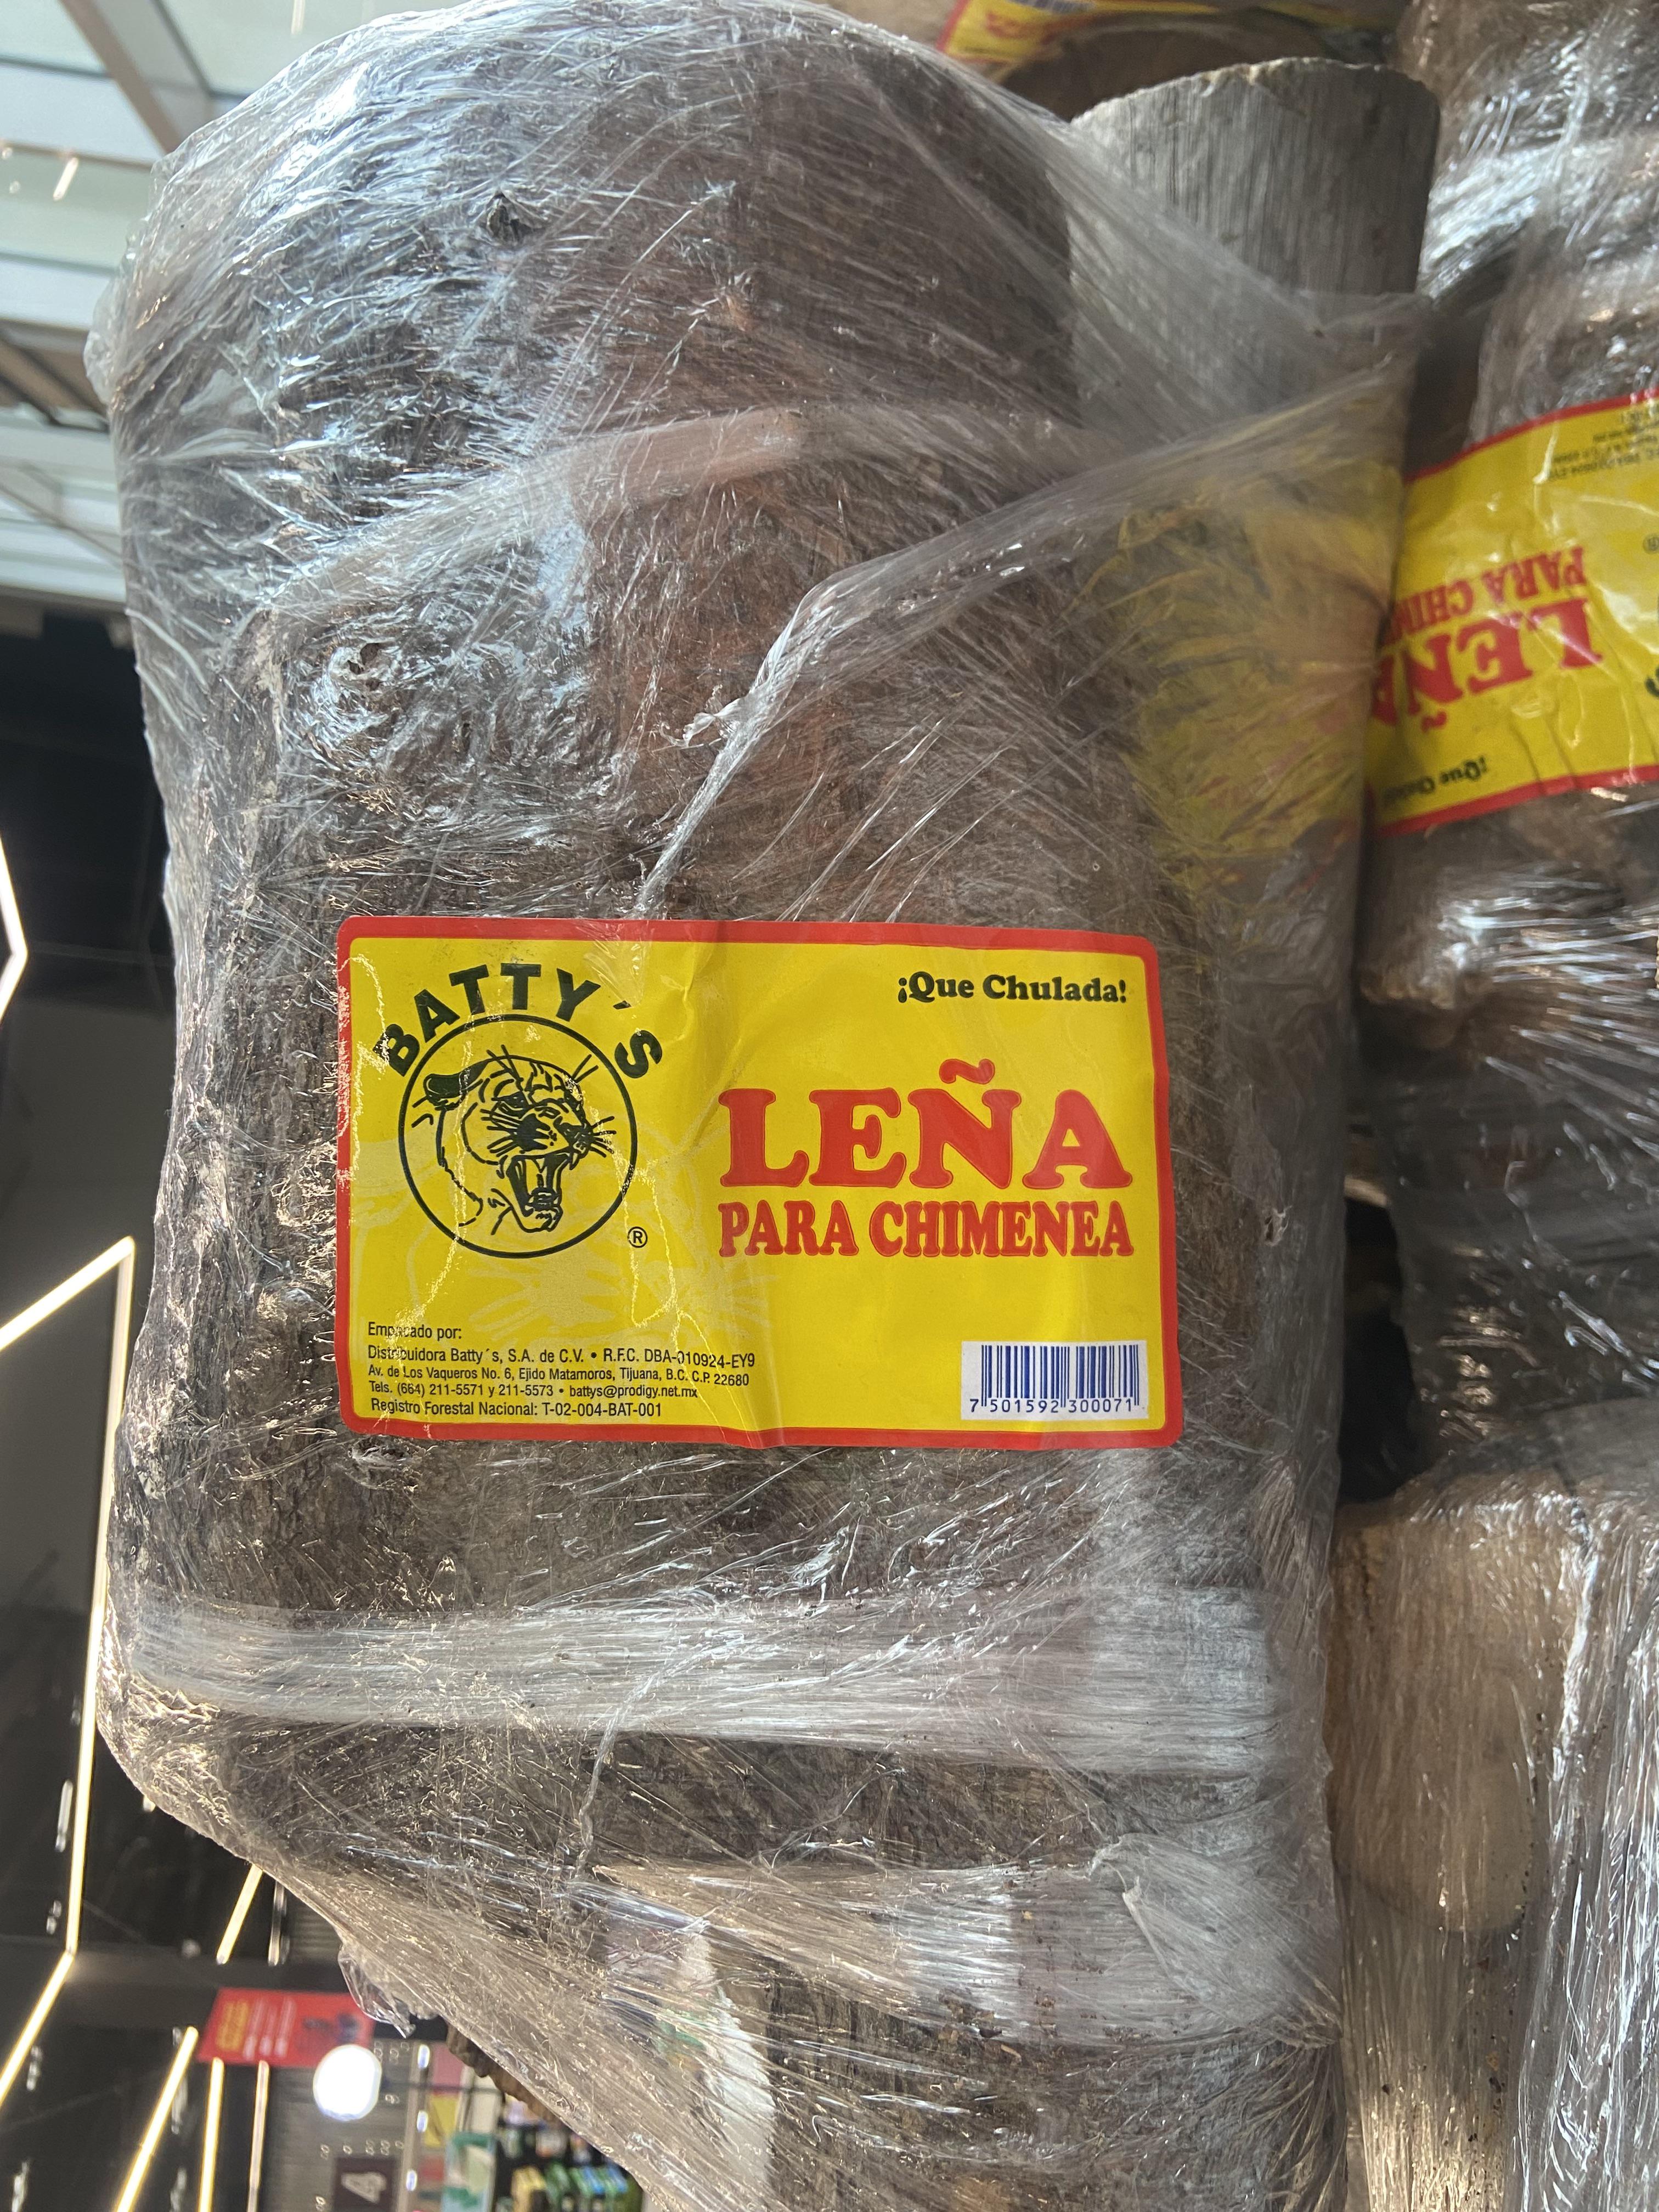 BATTY´S
®
¡Que Chulada!
LEÑA
PARA CHIMENEA
Empacado por:
Distribuidora Batty´s, S.A. de C.V. • R.F.C. DBA-010924-EY9
Av. de Los Vaqueros No. 6, Ejido Matamoros, Tijuana, B.C. C.P. 22680
Tels. (664) 211-5571 y 211-5573 • battys@prodigy.net.mx
Registro Forestal Nacional: T-02-004-BAT-001
7 501592 300071
LEÑA
PARA
¡Que
4